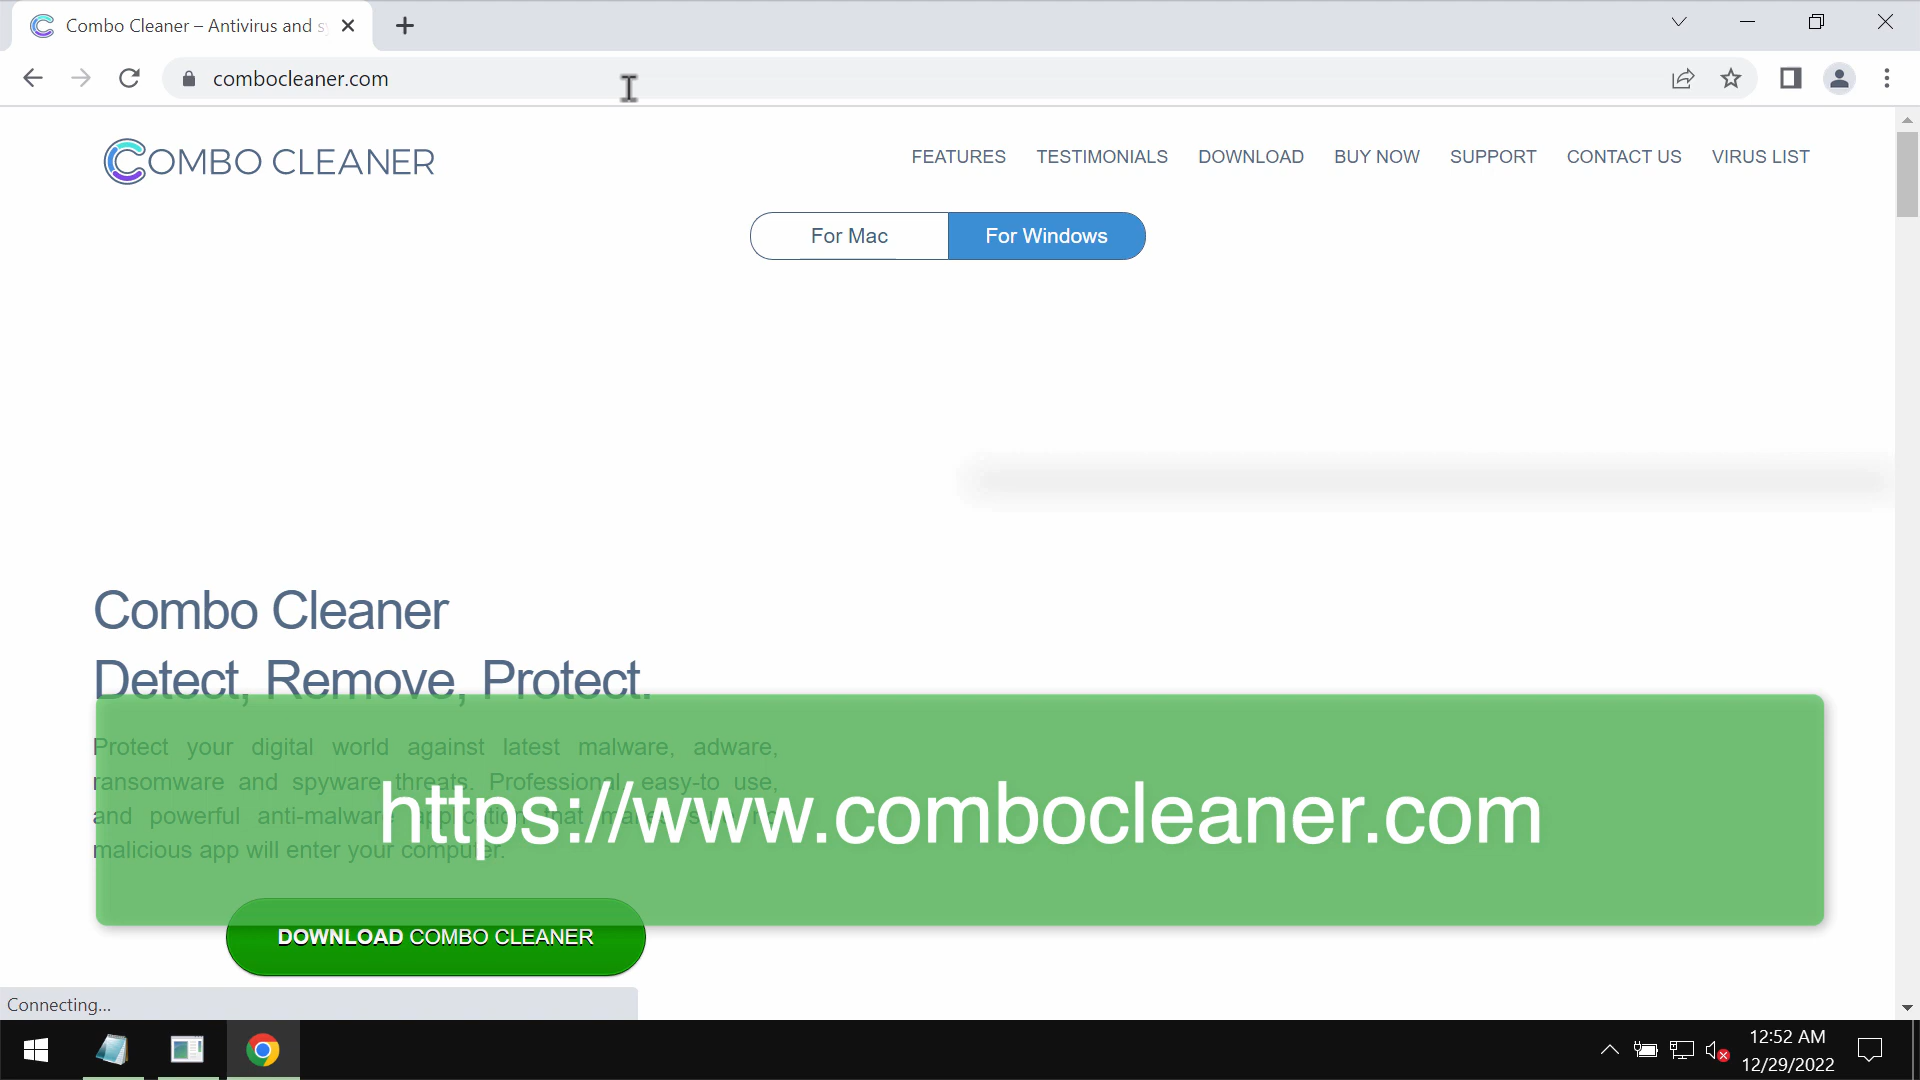 Combo Cleaner – Antivirus and s
combocleaner.com
COMBO CLEANER
FEATURES TESTIMONIALS DOWNLOAD BUY NOW SUPPORT CONTACT US VIRUS LIST
For Mac For Windows
Combo Cleaner
Detect, Remove, Protect.
Protect your digital world against latest malware, adware,
ransomware and spyware threats. Professional, easy-to use,
and powerful anti-malware application that makes sure no
malicious app will enter your computer.
https://www.combocleaner.com
DOWNLOAD COMBO CLEANER
Connecting...
12:52 AM
12/29/2022